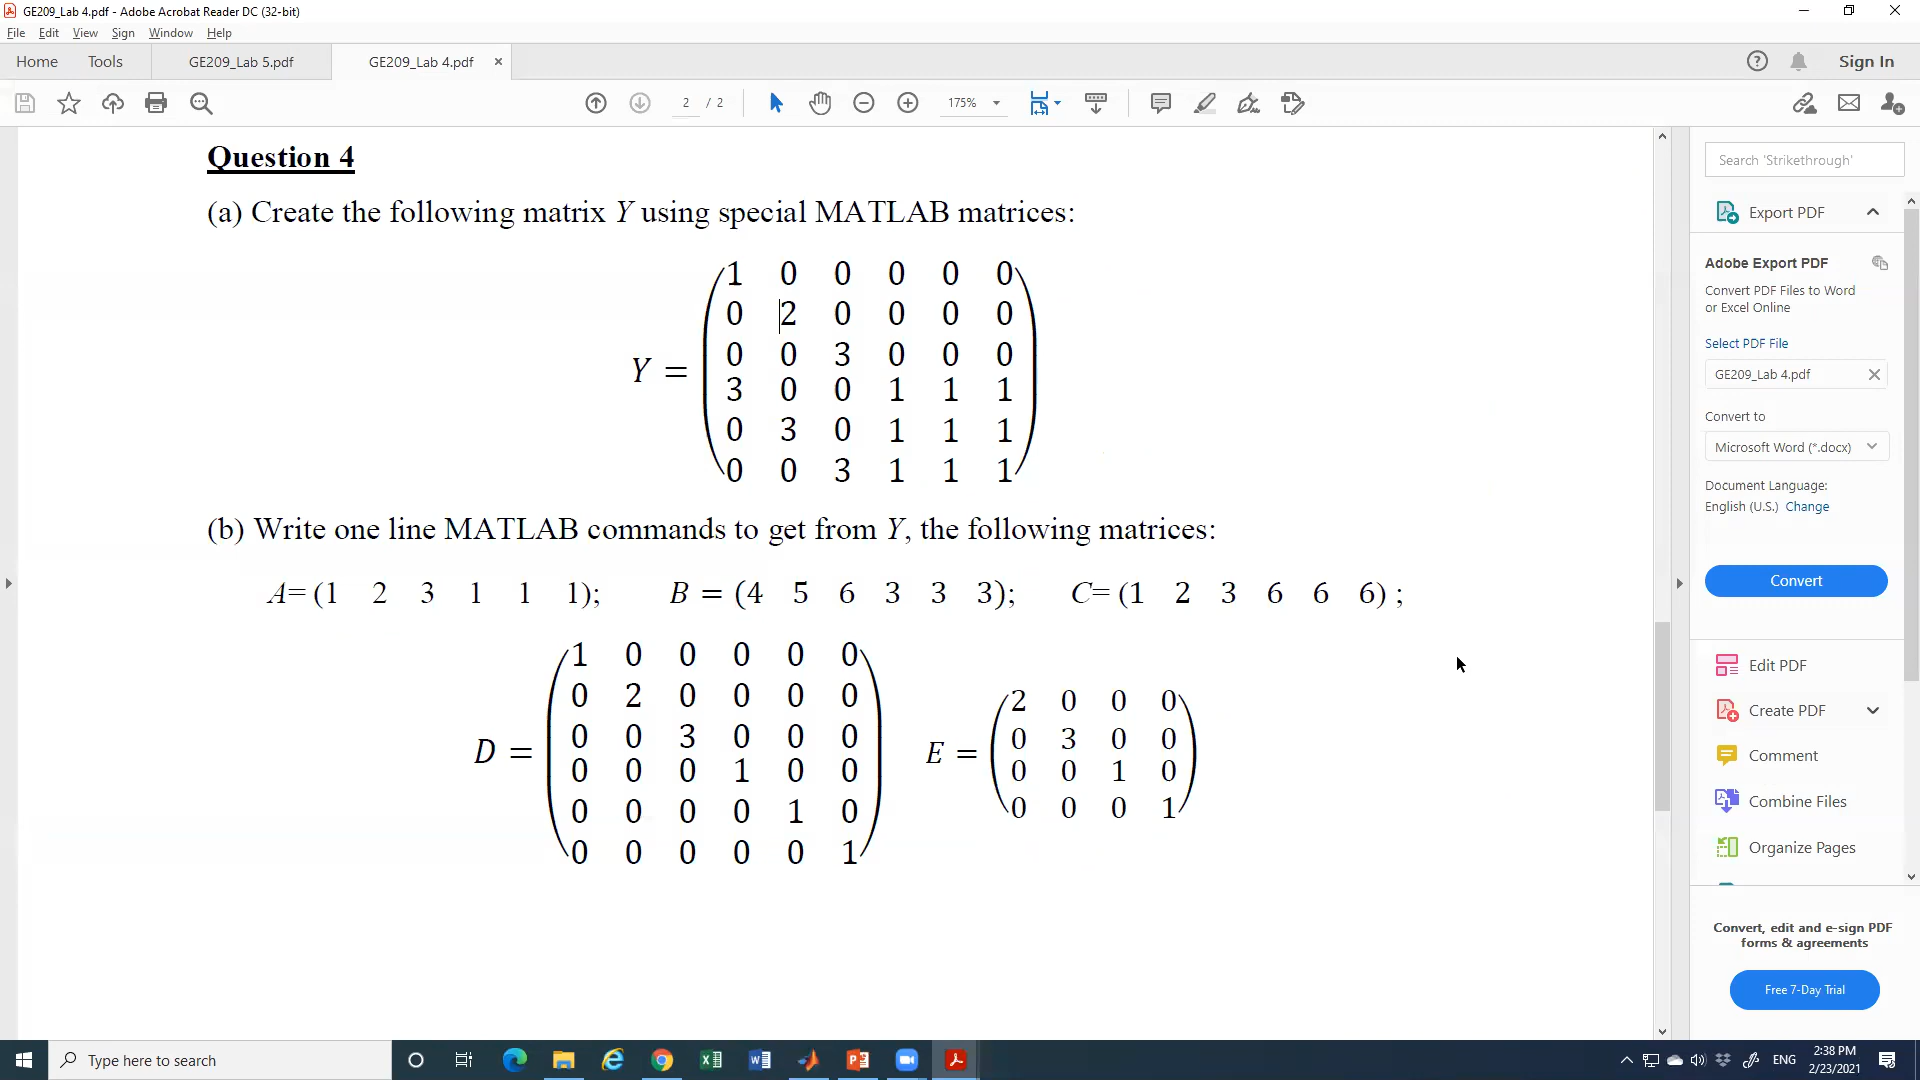 GE209_Lab 4.pdf - Adobe Acrobat Reader DC (32-bit)
File Edit View Sign Window Help
Home Tools GE209_Lab 5.pdf GE209_Lab 4.pdf × Sign In
2 / 2 175%
Question 4
(a) Create the following matrix Y using special MATLAB matrices:
1 0 0 0 0 0
0 2 0 0 0 0
0 0 3 0 0 0
Y =
3 0 0 1 1 1
0 3 0 1 1 1
0 0 3 1 1 1
(b) Write one line MATLAB commands to get from Y, the following matrices:
A= (1 2 3 1 1 1); B = (4 5 6 3 3 3); C= (1 2 3 6 6 6) ;
D =
1 0 0 0 0 0
0 2 0 0 0 0
0 0 3 0 0 0
0 0 0 1 0 0
0 0 0 0 1 0
0 0 0 0 0 1
E =
2 0 0 0
0 3 0 0
0 0 1 0
0 0 0 1
Search 'Strikethrough'
Export PDF
Adobe Export PDF
Convert PDF Files to Word
or Excel Online
Select PDF File
GE209_Lab 4.pdf
Convert to
Microsoft Word (*.docx)
Document Language:
English (U.S.) Change
Convert
Edit PDF
Create PDF
Comment
Combine Files
Organize Pages
Convert, edit and e-sign PDF
forms & agreements
Free 7-Day Trial
Type here to search
ENG
2:38 PM
2/23/2021